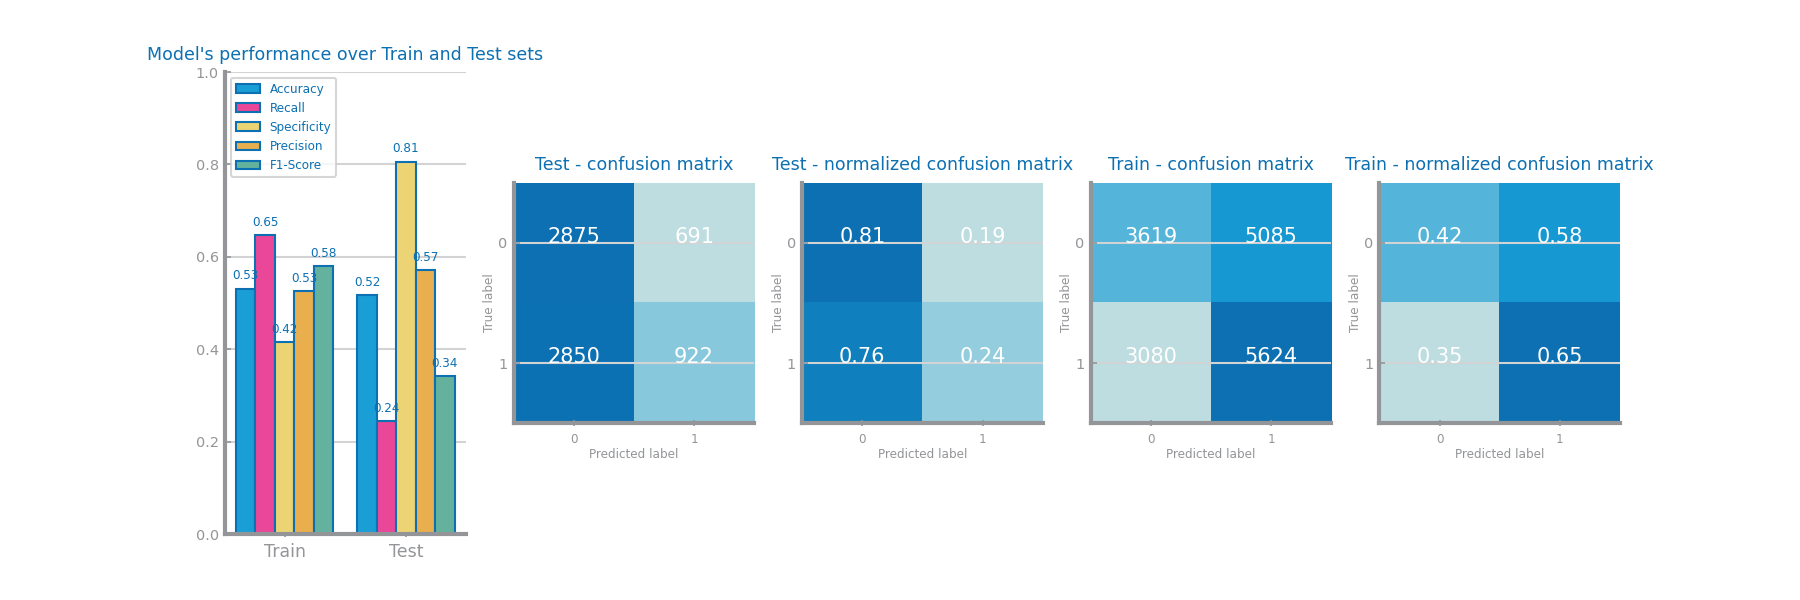 Model's performance over Train and Test sets
1.0
0.8
0.6
0.4
0.2
0.0
Accuracy
Recall
Specificity
Precision
F1-Score
0.53
0.65
0.42
0.53
0.58
0.52
0.24
0.81
0.57
0.34
Train
Test
Test - confusion matrix
True label
0
1
2875 691
2850 922
0 1
Predicted label
Test - normalized confusion matrix
True label
0
1
0.81 0.19
0.76 0.24
0 1
Predicted label
Train - confusion matrix
True label
0
1
3619 5085
3080 5624
0 1
Predicted label
Train - normalized confusion matrix
True label
0
1
0.42 0.58
0.35 0.65
0 1
Predicted label